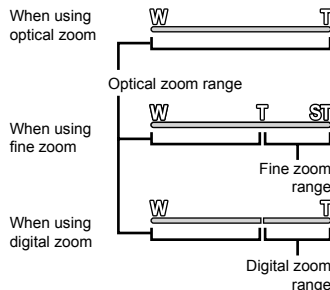 When using
optical zoom
W T
Optical zoom range
When using
fine zoom
W T ST
Fine zoom
range
When using
digital zoom
W T
Digital zoom
range